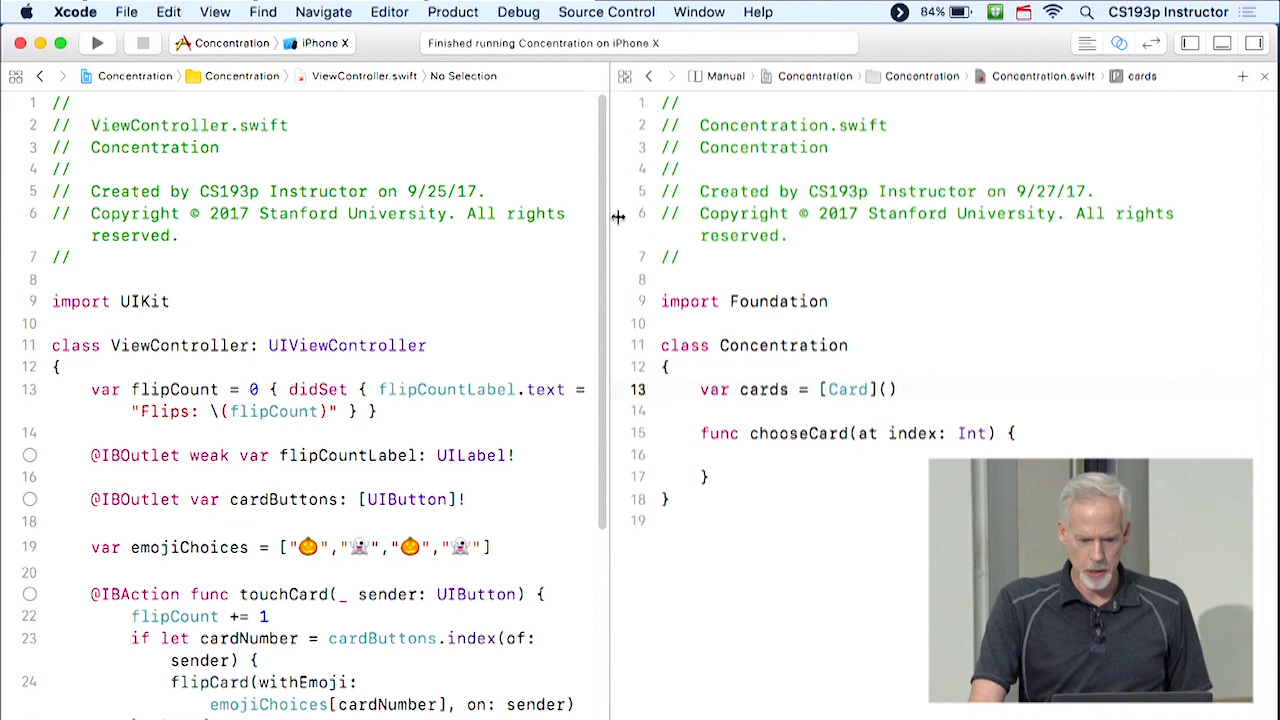 Xcode File Edit View Find Navigate Editor Product Debug Source Control Window Help 84% CS193p Instructor
Concentration iPhone X Finished running Concentration on iPhone X
Concentration Concentration ViewController.swift No Selection
Manual Concentration Concentration Concentration.swift cards
1 //
2 // ViewController.swift
3 // Concentration
4 //
5 // Created by CS193p Instructor on 9/25/17.
6 // Copyright © 2017 Stanford University. All rights
reserved.
7 //
8
9 import UIKit
10
11 class ViewController: UIViewController
12 {
13 var flipCount = 0 { didSet { flipCountLabel.text =
"Flips: \(flipCount)" } }
14
@IBOutlet weak var flipCountLabel: UILabel!
16
@IBOutlet var cardButtons: [UIButton]!
18
19 var emojiChoices = ["🎃","👻","🎃","👻"]
20
@IBAction func touchCard(_ sender: UIButton) {
22 flipCount += 1
23 if let cardNumber = cardButtons.index(of:
sender) {
24 flipCard(withEmoji:
emojiChoices[cardNumber], on: sender)
1 //
2 // Concentration.swift
3 // Concentration
4 //
5 // Created by CS193p Instructor on 9/27/17.
6 // Copyright © 2017 Stanford University. All rights
reserved.
7 //
8
9 import Foundation
10
11 class Concentration
12 {
13 var cards = [Card]()
14
15 func chooseCard(at index: Int) {
16
17 }
18 }
19